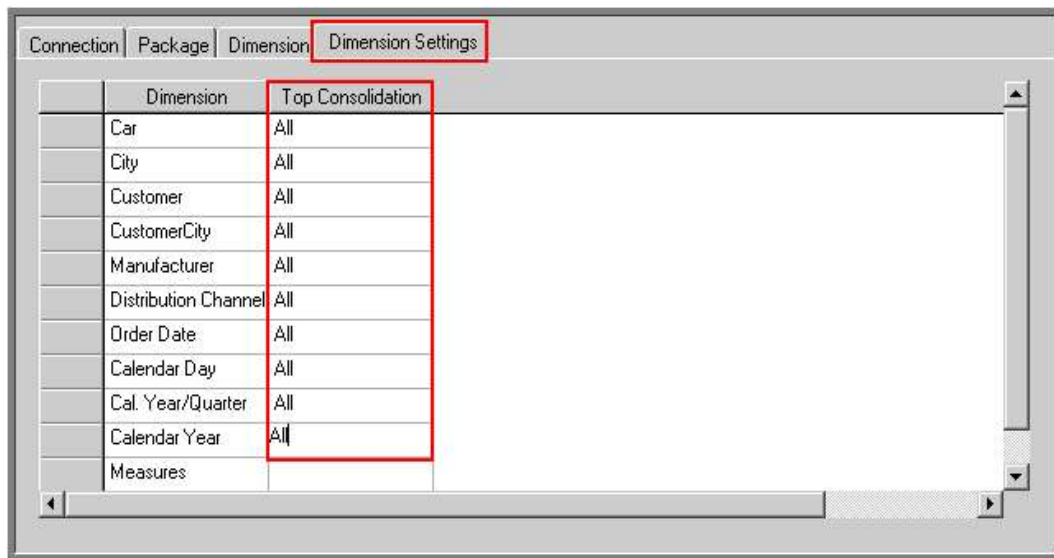 Connection Package Dimension Dimension Settings
Dimension Top Consolidation
Car All
City All
Customer All
CustomerCity All
Manufacturer All
Distribution Channel All
Order Date All
Calendar Day All
Cal. Year/Quarter All
Calendar Year All
Measures